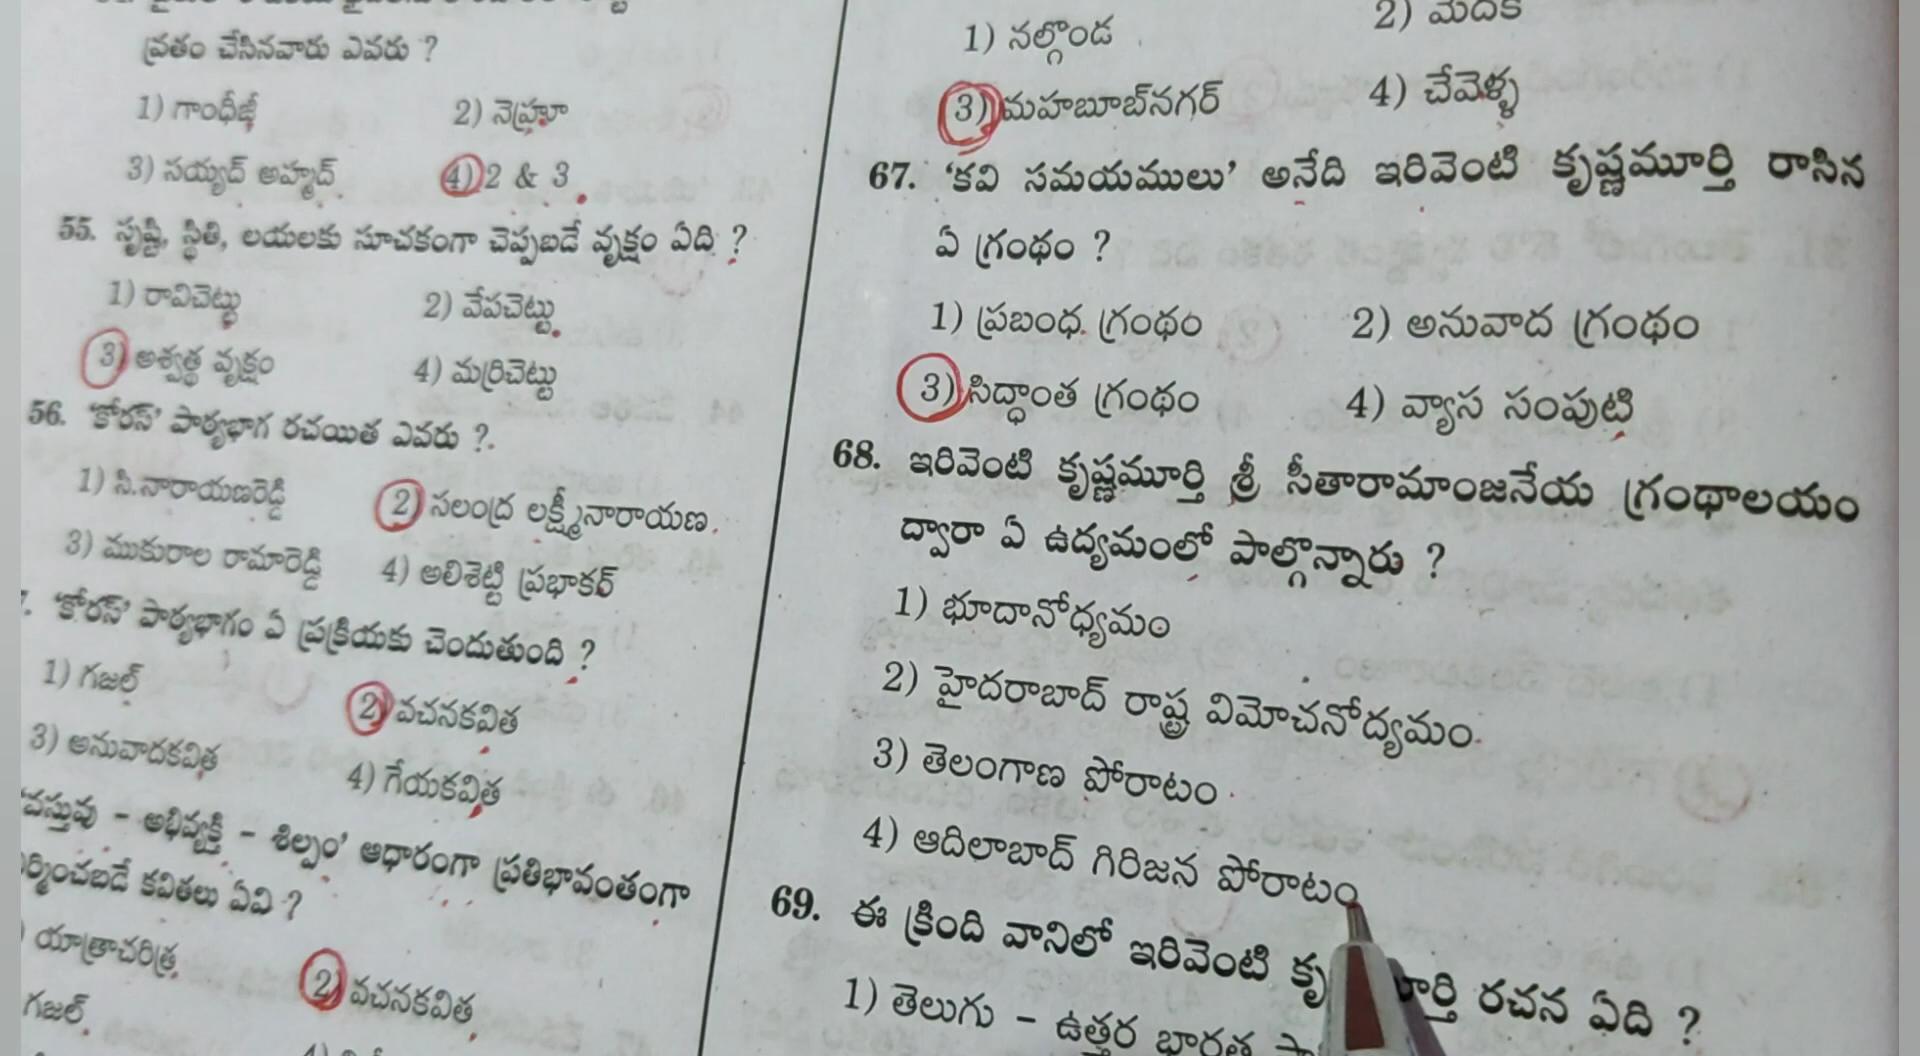 వ్రతం చేసినవారు ఎవరు ?
1) గాంధీజీ 2) నెహ్రూ
3) సయ్యద్ అహ్మద్ 4) 2 & 3
55. సృష్టి, స్థితి, లయలకు సూచకంగా చెప్పబడే వృక్షం ఏది ?
1) రావిచెట్టు 2) వేపచెట్టు
3) అశ్వత్థ వృక్షం 4) మర్రిచెట్టు
56. 'కోరస్' పాఠ్యభాగ రచయిత ఎవరు ?
1) సి.నారాయణరెడ్డి 2) సలంద్ర లక్ష్మీనారాయణ
3) ముకురాల రామారెడ్డి 4) అలిశెట్టి ప్రభాకర్
'కోరస్' పాఠ్యభాగం ఏ ప్రక్రియకు చెందుతుంది ?
1) గజల్ 2) వచనకవిత
3) అనువాదకవిత 4) గేయకవిత
'వస్తువు - అభివ్యక్తి - శిల్పం' ఆధారంగా ప్రతిభావంతంగా
కవితలు ఏవి ?
యాత్రాచరిత్ర 2) వచనకవిత
గజల్
1) నల్గొండ 2) మెదక్
3) మహబూబ్‌నగర్ 4) చేవెళ్ళ
67. 'కవి సమయములు' అనేది ఇరివెంటి కృష్ణమూర్తి రాసిన
ఏ గ్రంథం ?
1) ప్రబంధ గ్రంథం 2) అనువాద గ్రంథం
3) సిద్ధాంత గ్రంథం 4) వ్యాస సంపుటి
68. ఇరివెంటి కృష్ణమూర్తి శ్రీ సీతారామాంజనేయ గ్రంథాలయం
ద్వారా ఏ ఉద్యమంలో పాల్గొన్నారు ?
1) భూదానోధ్యమం
2) హైదరాబాద్ రాష్ట్ర విమోచనోద్యమం
3) తెలంగాణ పోరాటం
4) ఆదిలాబాద్ గిరిజన పోరాటం
69. ఈ క్రింది వానిలో ఇరివెంటి రచన ఏది ?
1) తెలుగు - ఉత్తర భారత